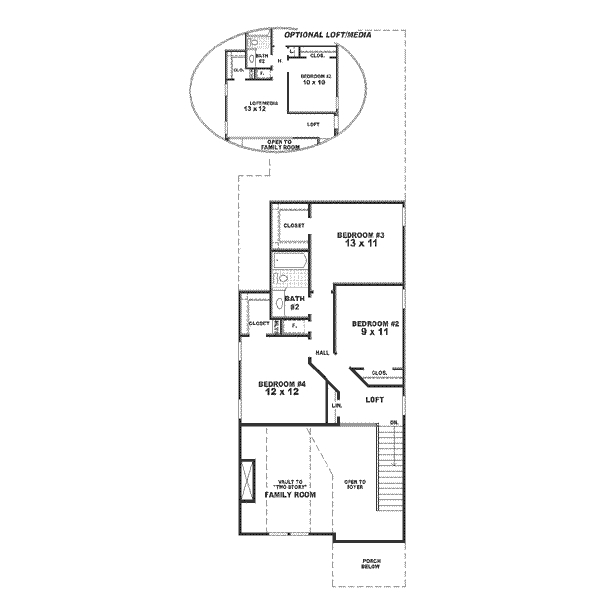 OPTIONAL LOFT/MEDIA
BATH
#2
L.
CLOS.
H.
CLO.
F.
BEDROOM #2
10 x 10
LOFT/MEDIA
13 x 12
LOFT
OPEN TO
FAMILY ROOM
CLOSET
BEDROOM #3
13 x 11
BATH
#2
CLOSET
F.
BEDROOM #2
9 x 11
HALL
CLOS.
BEDROOM #4
12 x 12
LIN.
LOFT
DN.
VAULT TO
"TWO STORY"
FAMILY ROOM
OPEN TO
FOYER
PORCH
BELOW